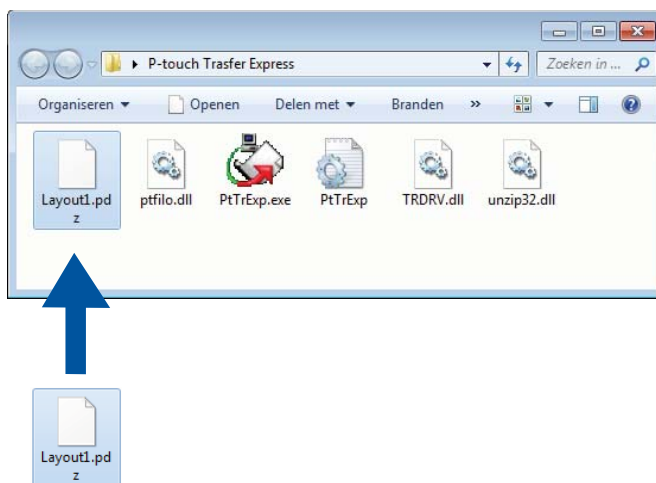 P-touch Trasfer Express
Zoeken in ...
Organiseren
Openen
Delen met
Branden
»
Layout1.pd
z
ptfilo.dll
PtTrExp.exe
PtTrExp
TRDRV.dll
unzip32.dll
Layout1.pd
z